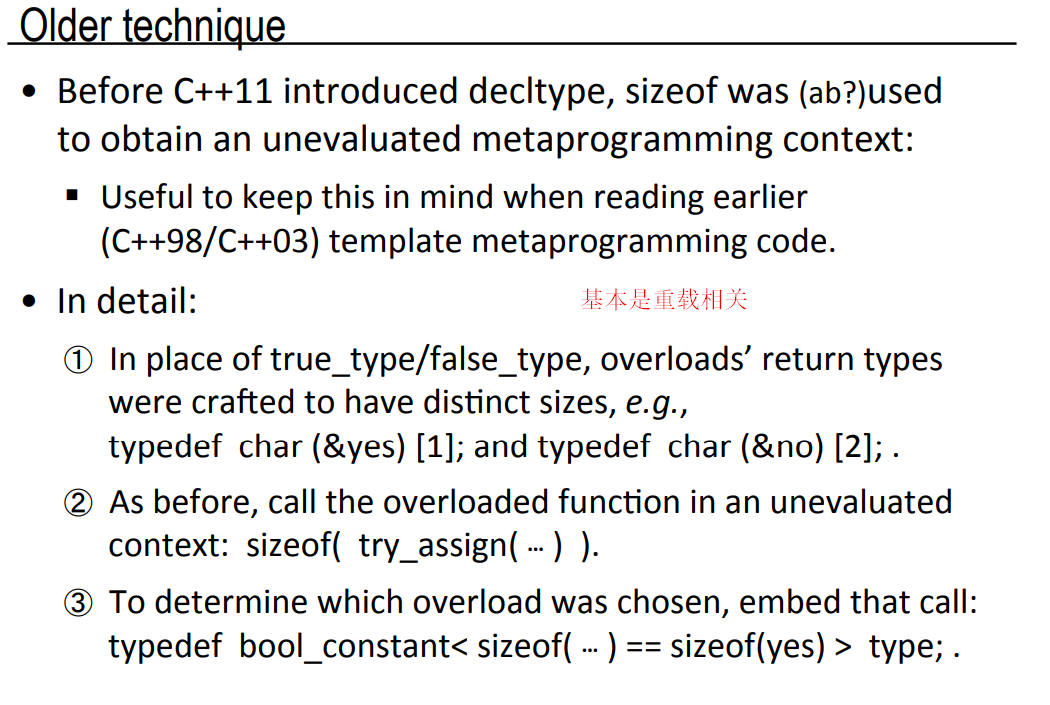 Older technique
• Before C++11 introduced decltype, sizeof was (ab?)used
to obtain an unevaluated metaprogramming context:
▪ Useful to keep this in mind when reading earlier
(C++98/C++03) template metaprogramming code.
• In detail:
基本是重载相关
① In place of true_type/false_type, overloads’ return types
were crafted to have distinct sizes, e.g.,
typedef char (&yes) [1]; and typedef char (&no) [2]; .
② As before, call the overloaded function in an unevaluated
context: sizeof( try_assign( … ) ).
③ To determine which overload was chosen, embed that call:
typedef bool_constant< sizeof( … ) == sizeof(yes) > type; .